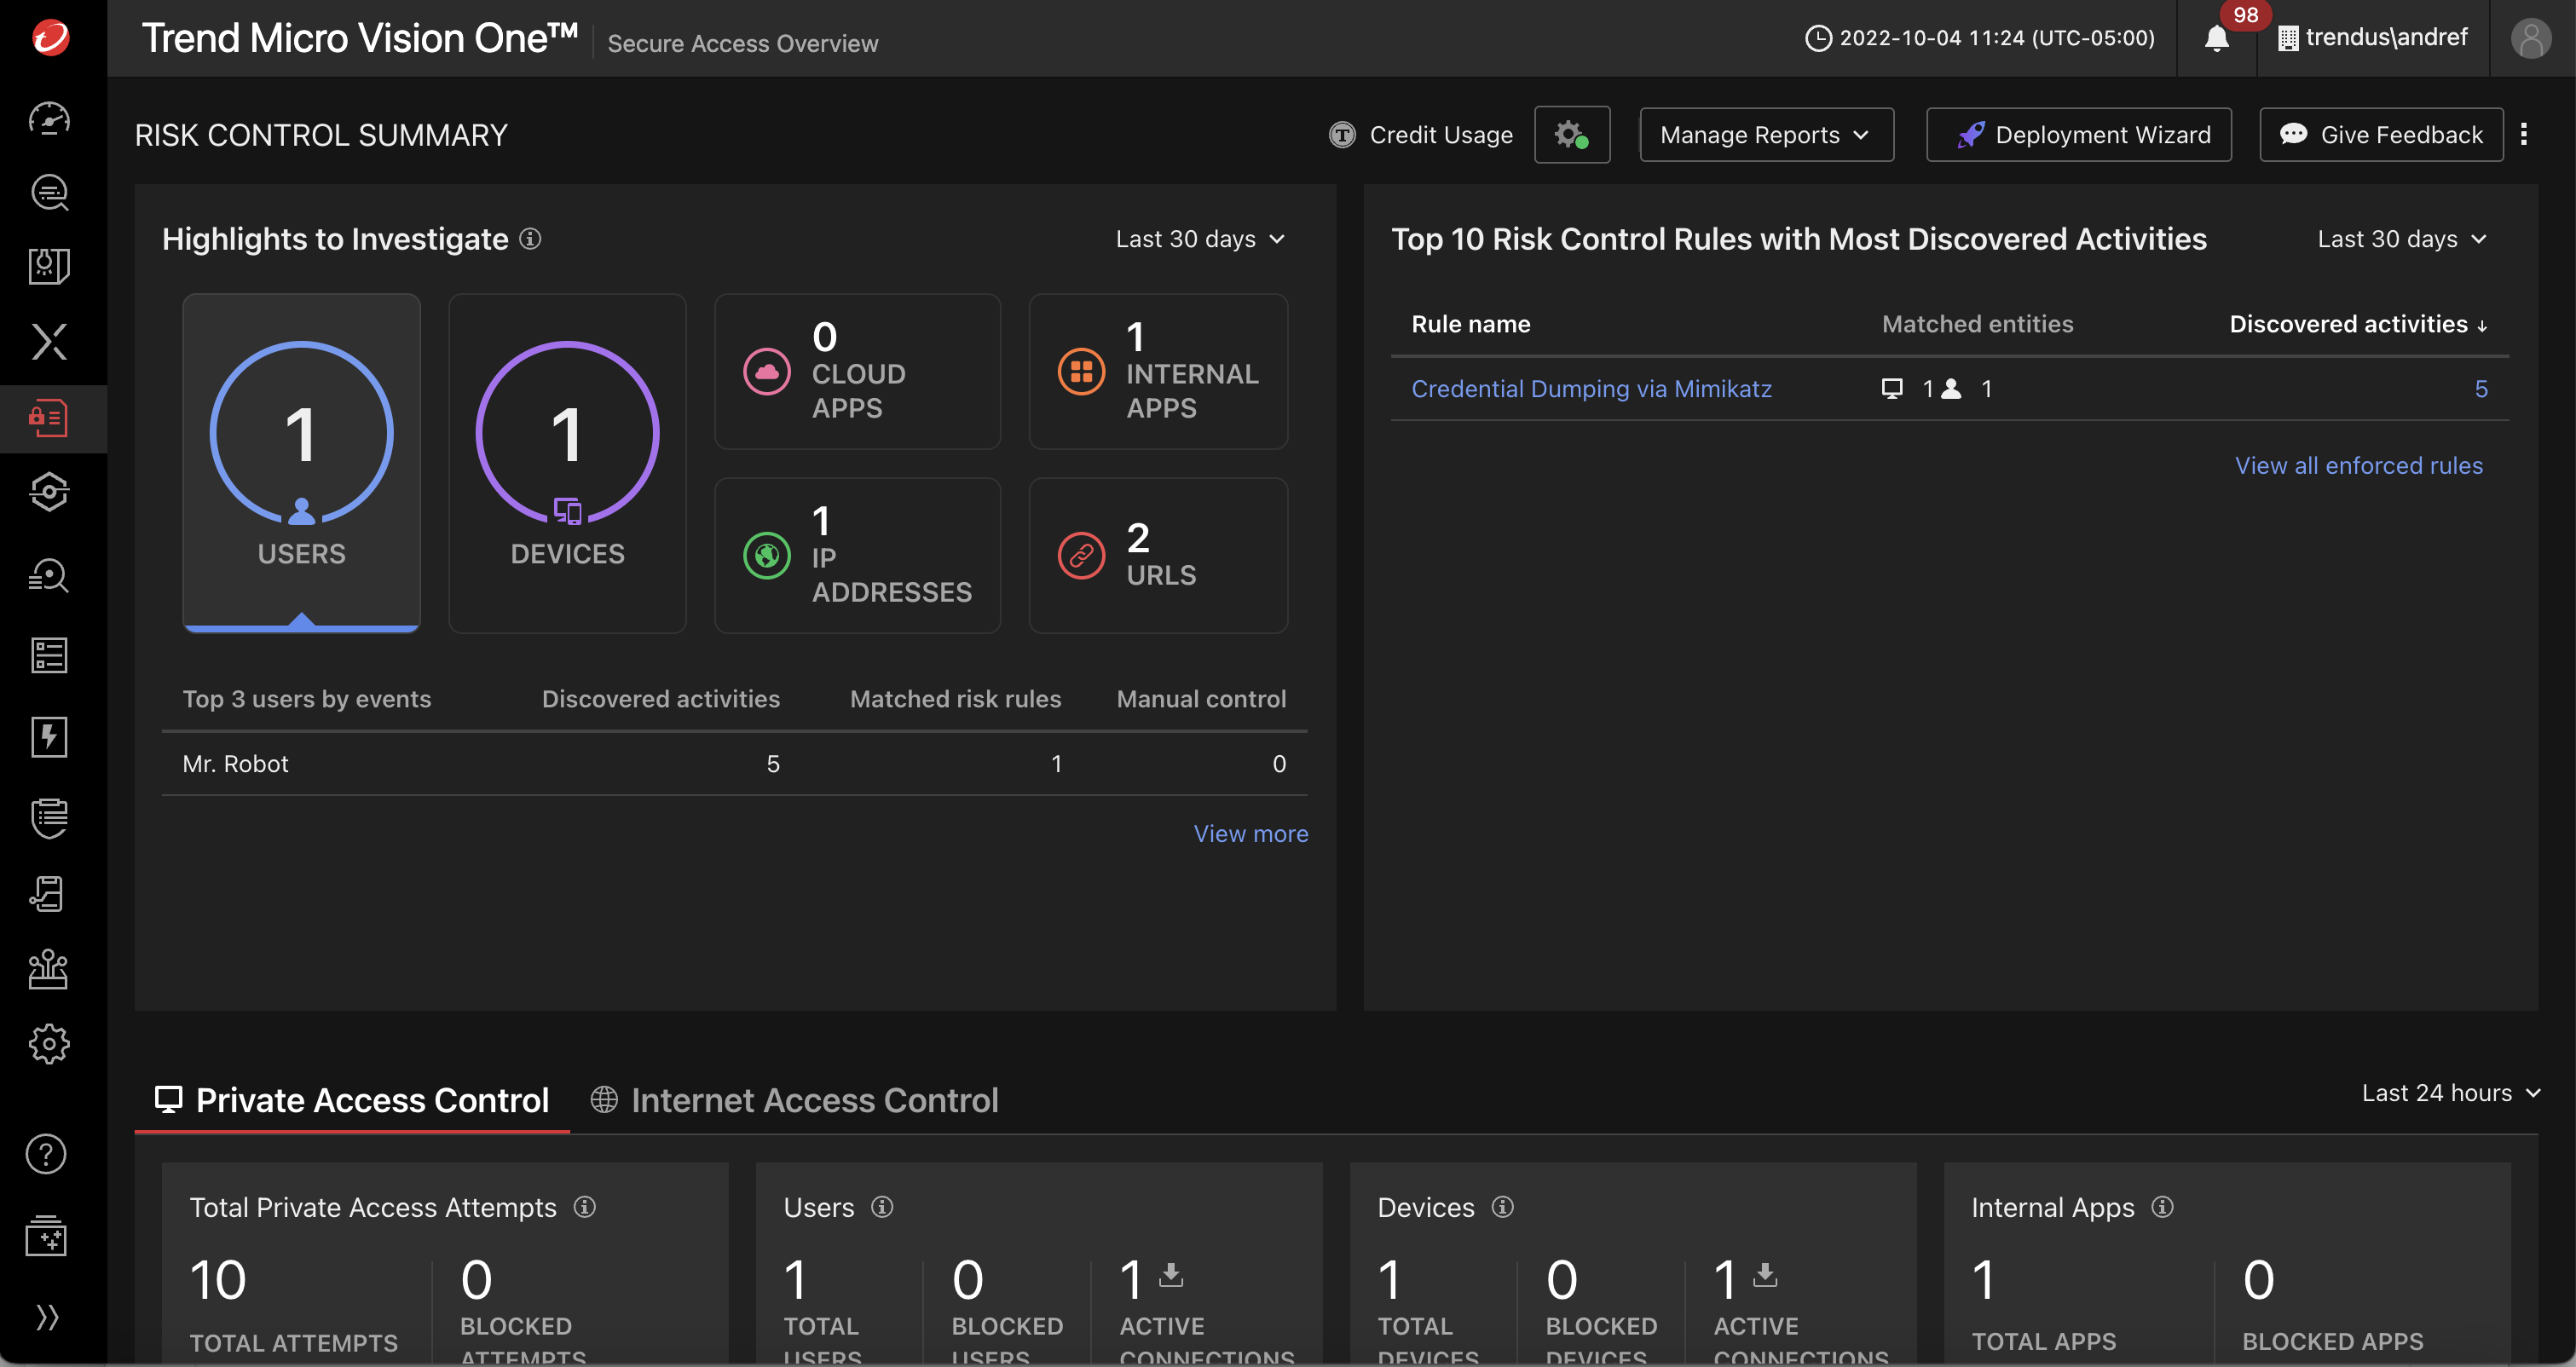 Trend Micro Vision One™ Secure Access Overview
2022-10-04 11:24 (UTC-05:00)
98
trendus\andref
RISK CONTROL SUMMARY
Credit Usage
Manage Reports
Deployment Wizard
Give Feedback
Highlights to Investigate
Last 30 days
1
USERS
1
DEVICES
0
CLOUD
APPS
1
INTERNAL
APPS
1
IP
ADDRESSES
2
URLS
Top 3 users by events Discovered activities Matched risk rules Manual control
Mr. Robot 5 1 0
View more
Top 10 Risk Control Rules with Most Discovered Activities
Last 30 days
Rule name Matched entities Discovered activities ↓
Credential Dumping via Mimikatz 1 1 5
View all enforced rules
Private Access Control
Internet Access Control
Last 24 hours
Total Private Access Attempts
10
TOTAL ATTEMPTS
0
BLOCKED
ATTEMPTS
Users
1
TOTAL
USERS
0
BLOCKED
USERS
1
ACTIVE
CONNECTIONS
Devices
1
TOTAL
DEVICES
0
BLOCKED
DEVICES
1
ACTIVE
CONNECTIONS
Internal Apps
1
TOTAL APPS
0
BLOCKED APPS